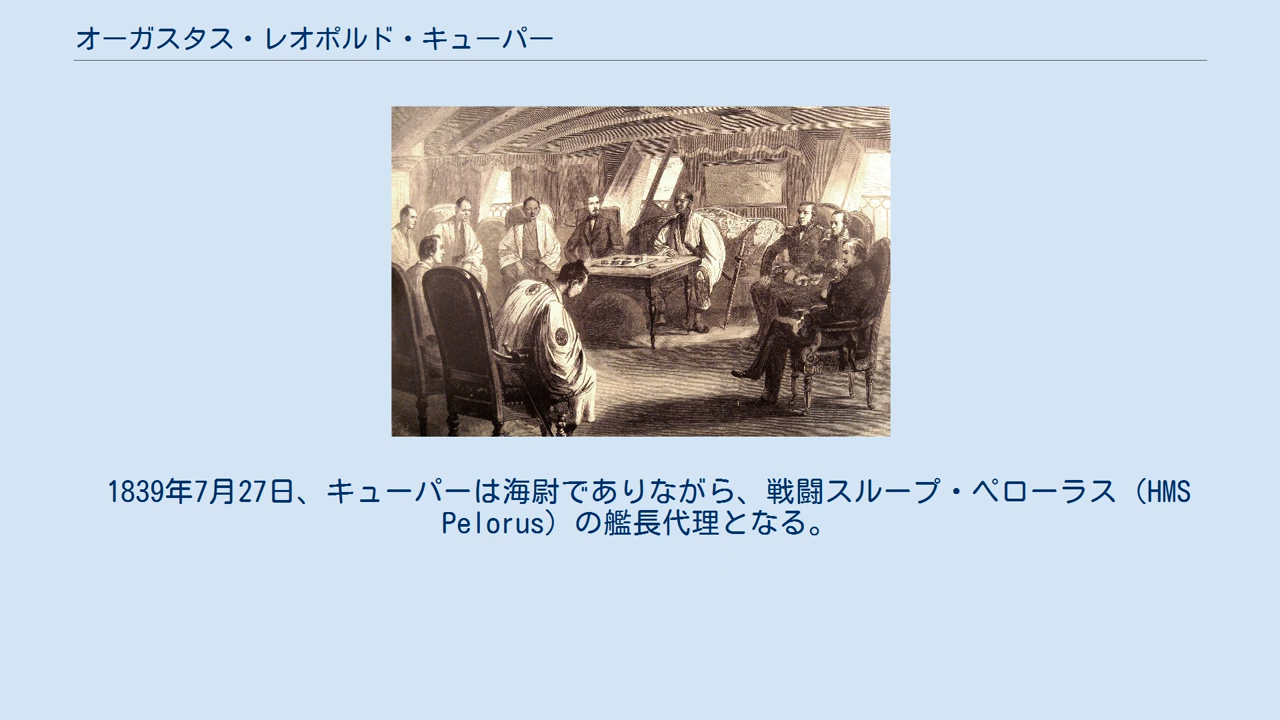 オーガスタス・レオポルド・キューパー
1839年7月27日、キューパーは海尉でありながら、戦闘スループ・ペローラス（HMS
Pelorus）の艦長代理となる。